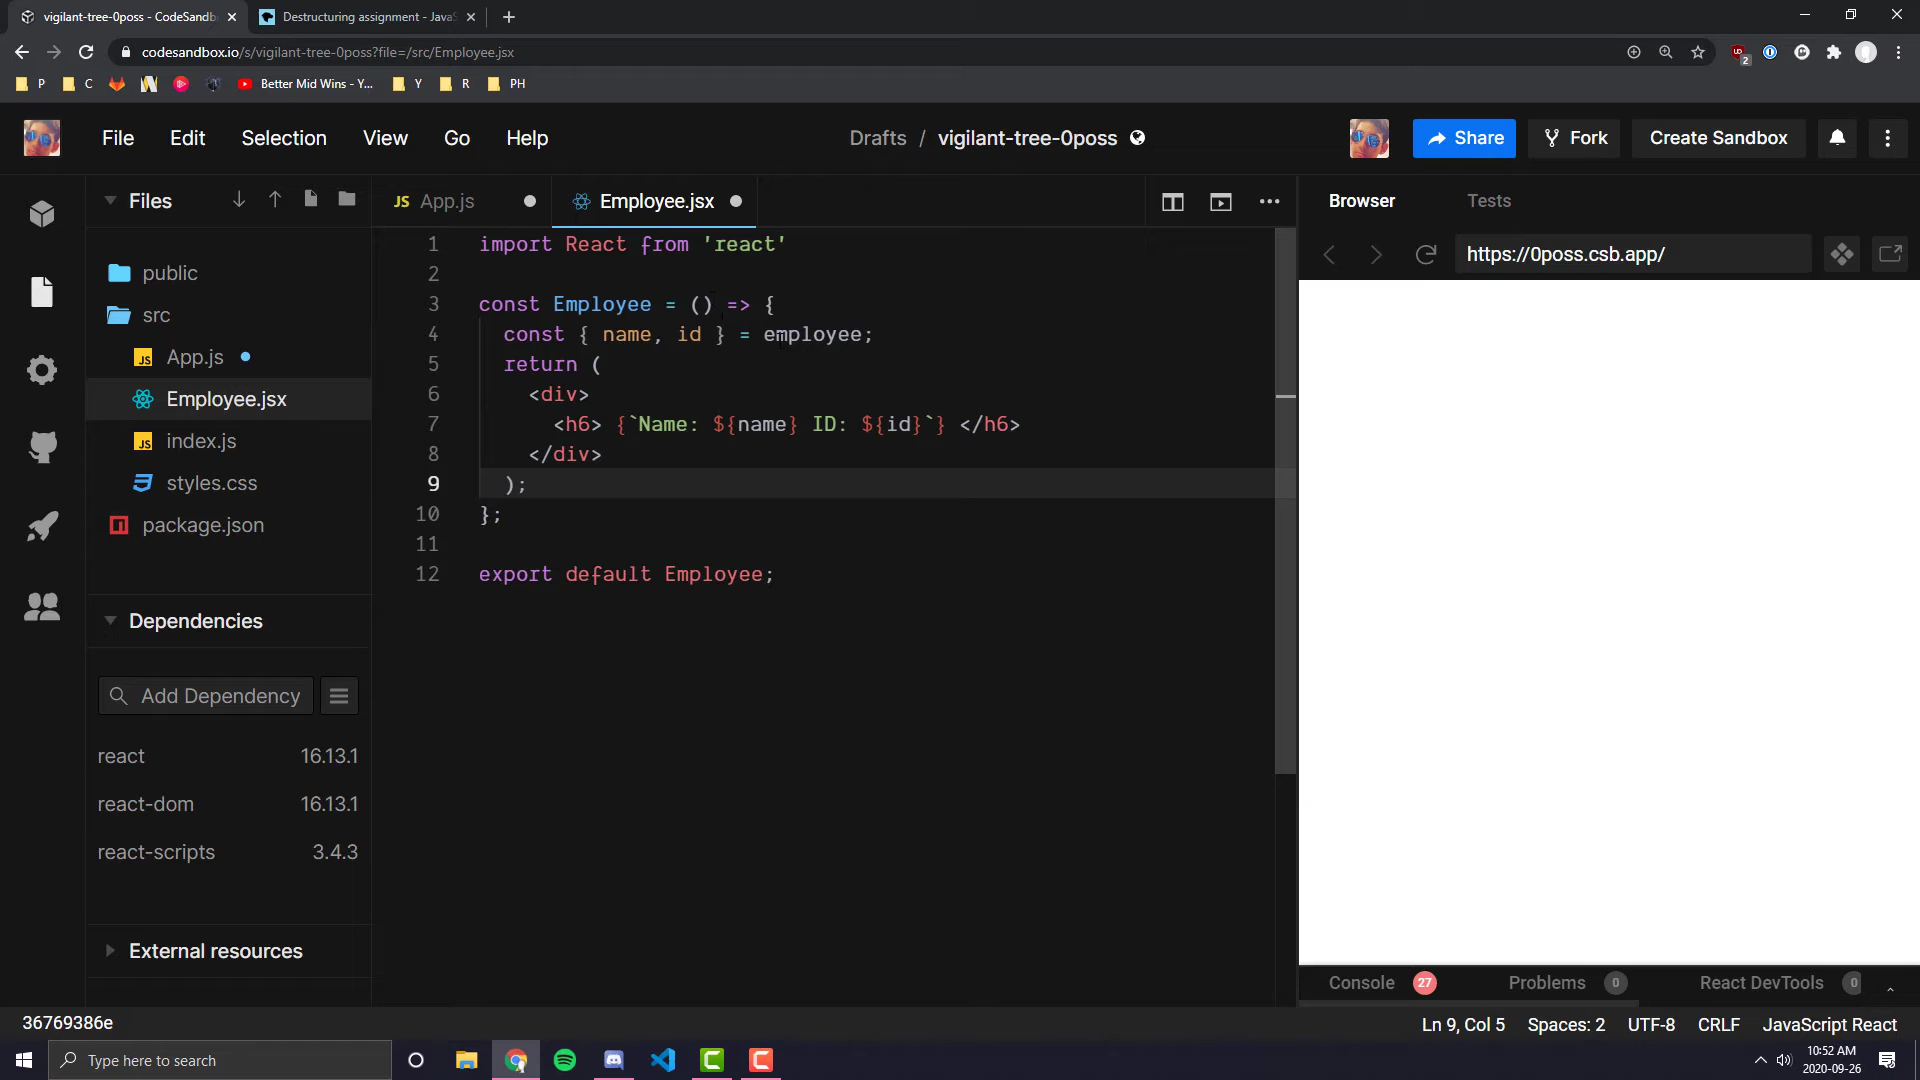 vigilant-tree-0poss - CodeSandb
Destructuring assignment - JavaS
codesandbox.io/s/vigilant-tree-0poss?file=/src/Employee.jsx
2
P
C
Better Mid Wins - Y...
Y
R
PH
File
Edit
Selection
View
Go
Help
Drafts / vigilant-tree-0poss
Share
Fork
Create Sandbox
Files
JS App.js
Employee.jsx
Browser
Tests
https://0poss.csb.app/
public
src
JS App.js
Employee.jsx
JS index.js
styles.css
package.json
1 import React from 'react'
2
3 const Employee = () => {
4 const { name, id } = employee;
5 return (
6 <div>
7 <h6> {`Name: ${name} ID: ${id}`} </h6>
8 </div>
9 );
10 };
11
12 export default Employee;
Dependencies
Add Dependency
react 16.13.1
react-dom 16.13.1
react-scripts 3.4.3
External resources
Console 27
Problems 0
React DevTools 0
36769386e
Ln 9, Col 5
Spaces: 2
UTF-8
CRLF
JavaScript React
Type here to search
10:52 AM
2020-09-26